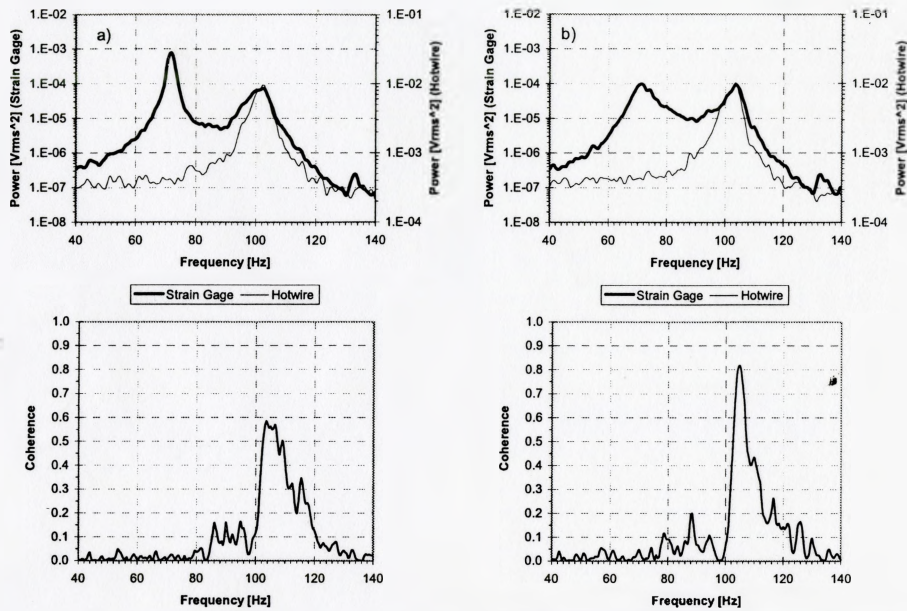 a)
Power [Vrms^2] (Strain Gage)
1.E-02
1.E-03
1.E-04
1.E-05
1.E-06
1.E-07
1.E-08
1.E-01
1.E-02
1.E-03
1.E-04
Power [Vrms^2] (Hotwire)
40 60 80 100 120 140
Frequency [Hz]
Strain Gage Hotwire
b)
Power [Vrms^2] (Strain Gage)
1.E-02
1.E-03
1.E-04
1.E-05
1.E-06
1.E-07
1.E-08
1.E-01
1.E-02
1.E-03
1.E-04
Power [Vrms^2] (Hotwire)
40 60 80 100 120 140
Frequency [Hz]
Strain Gage Hotwire
Coherence
1.0
0.9
0.8
0.7
0.6
0.5
0.4
0.3
0.2
0.1
0.0
40 60 80 100 120 140
Frequency [Hz]
Coherence
1.0
0.9
0.8
0.7
0.6
0.5
0.4
0.3
0.2
0.1
0.0
40 60 80 100 120 140
Frequency [Hz]